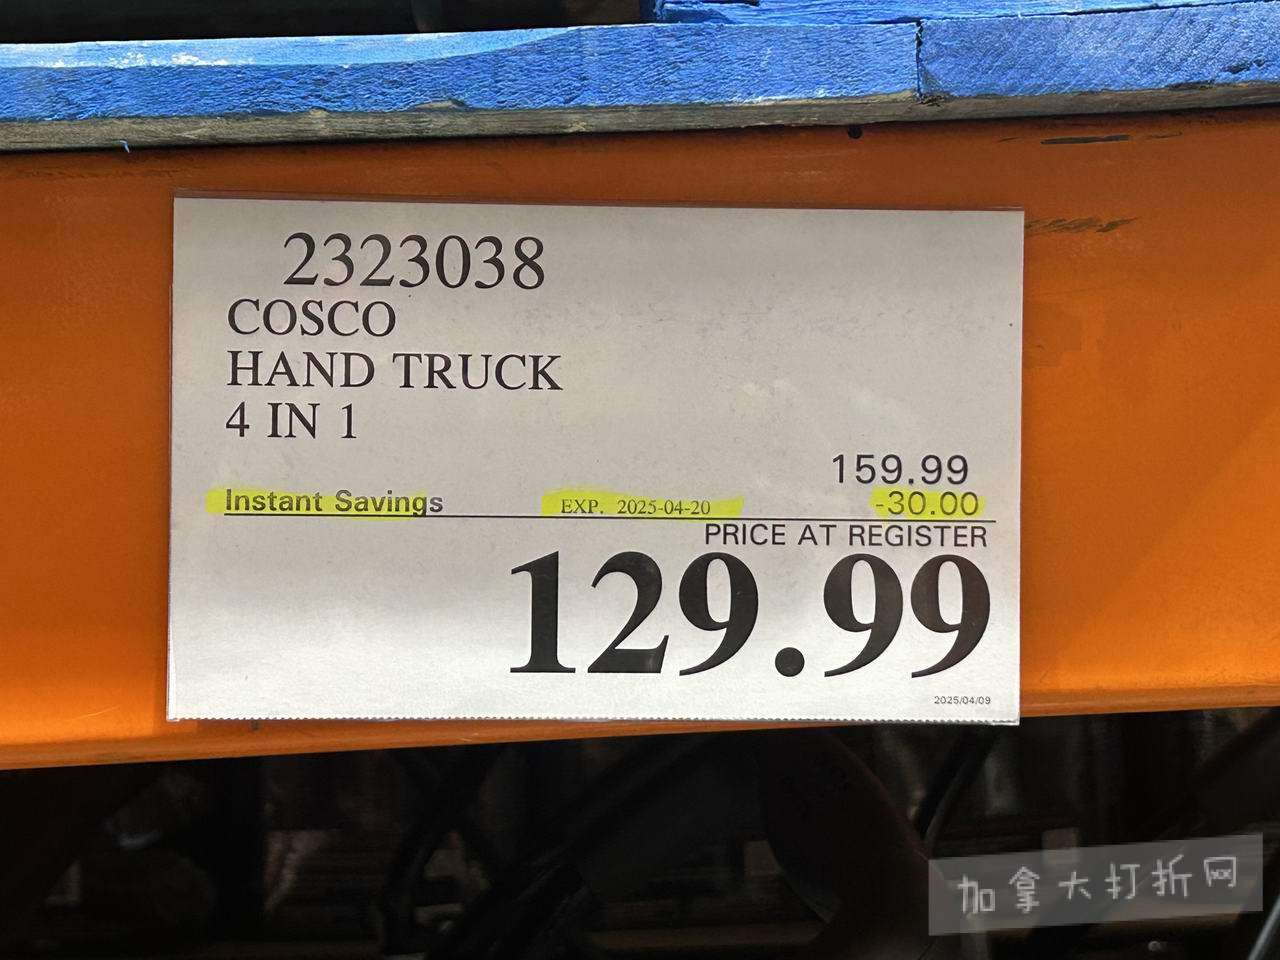 2323038
COSCO
HAND TRUCK
4 IN 1
159.99
Instant Savings EXP. 2025-04-20 -30.00
PRICE AT REGISTER
129.99
2025/04/09
加拿大打折网